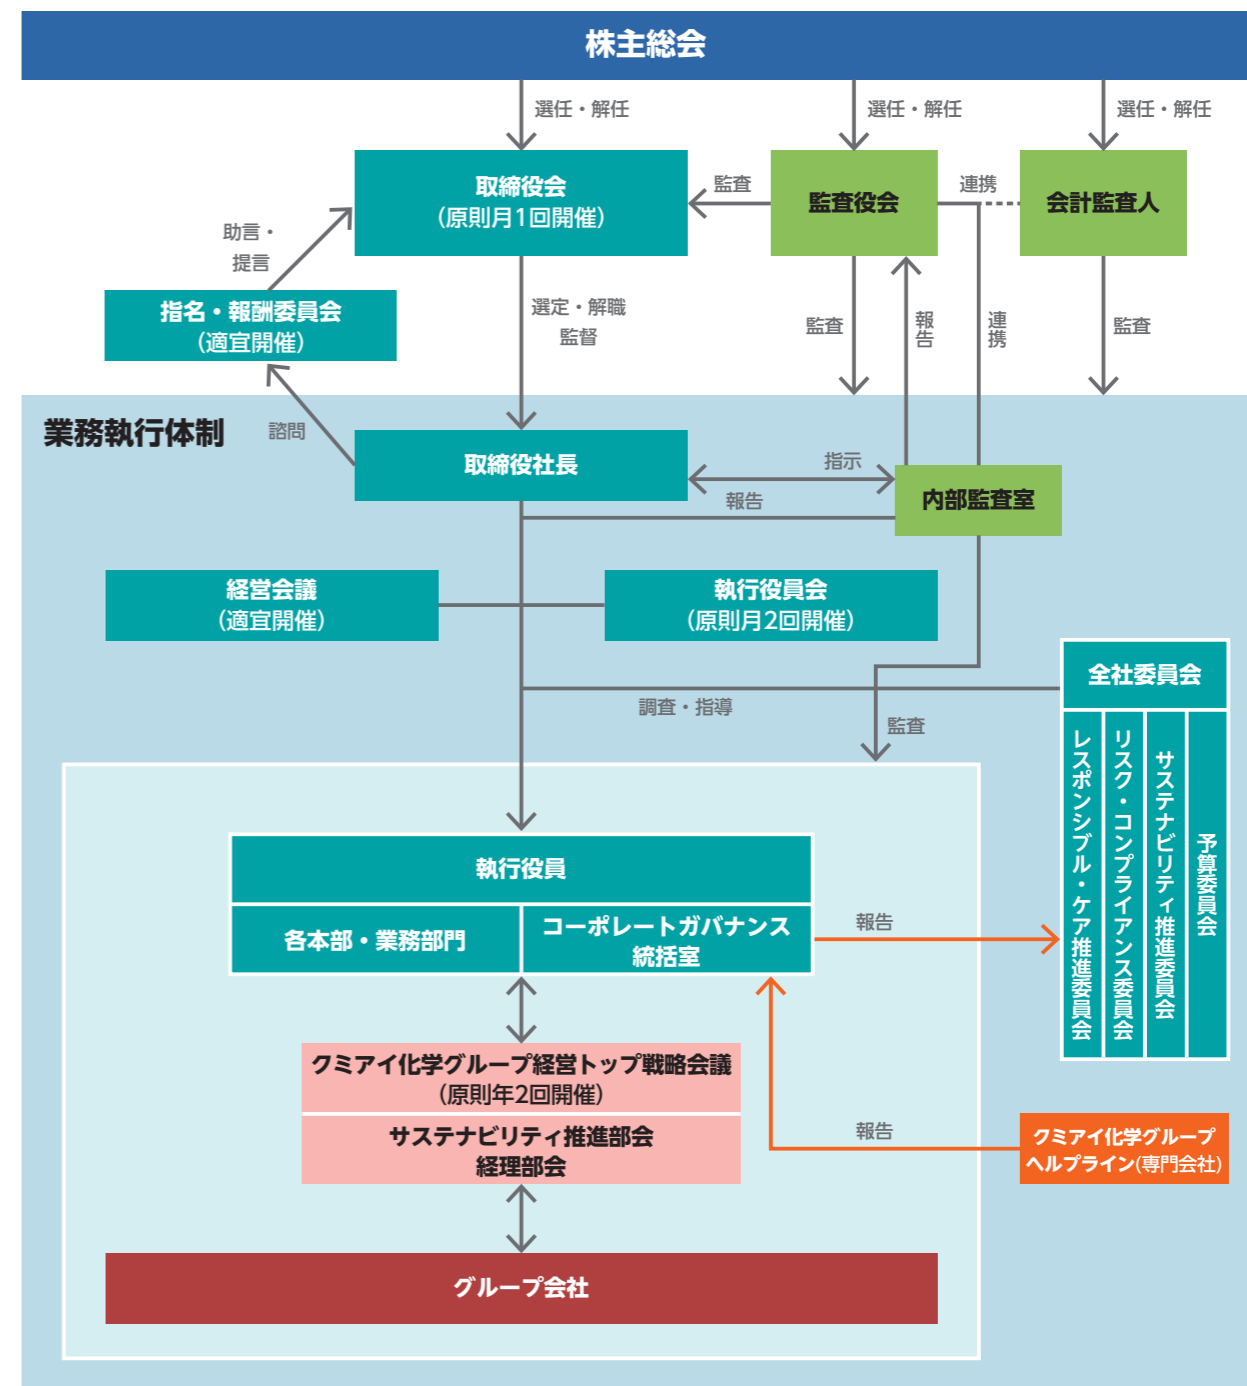 株主総会
選任・解任
選任・解任
選任・解任
取締役会
(原則月1回開催)
監査
監査役会
連携
会計監査人
助言・
提言
指名・報酬委員会
(適宜開催)
選定・解職
監督
監査
報告
連携
監査
業務執行体制
諮問
取締役社長
指示
報告
内部監査室
経営会議
(適宜開催)
執行役員会
(原則月2回開催)
全社委員会
調査・指導
監査
レスポンシブル・ケア推進委員会
リスク・コンプライアンス委員会
サステナビリティ推進委員会
予算委員会
執行役員
各本部・業務部門
コーポレートガバナンス
統括室
報告
クミアイ化学グループ経営トップ戦略会議
(原則年2回開催)
サステナビリティ推進部会
経理部会
報告
クミアイ化学グループ
ヘルプライン(専門会社)
グループ会社